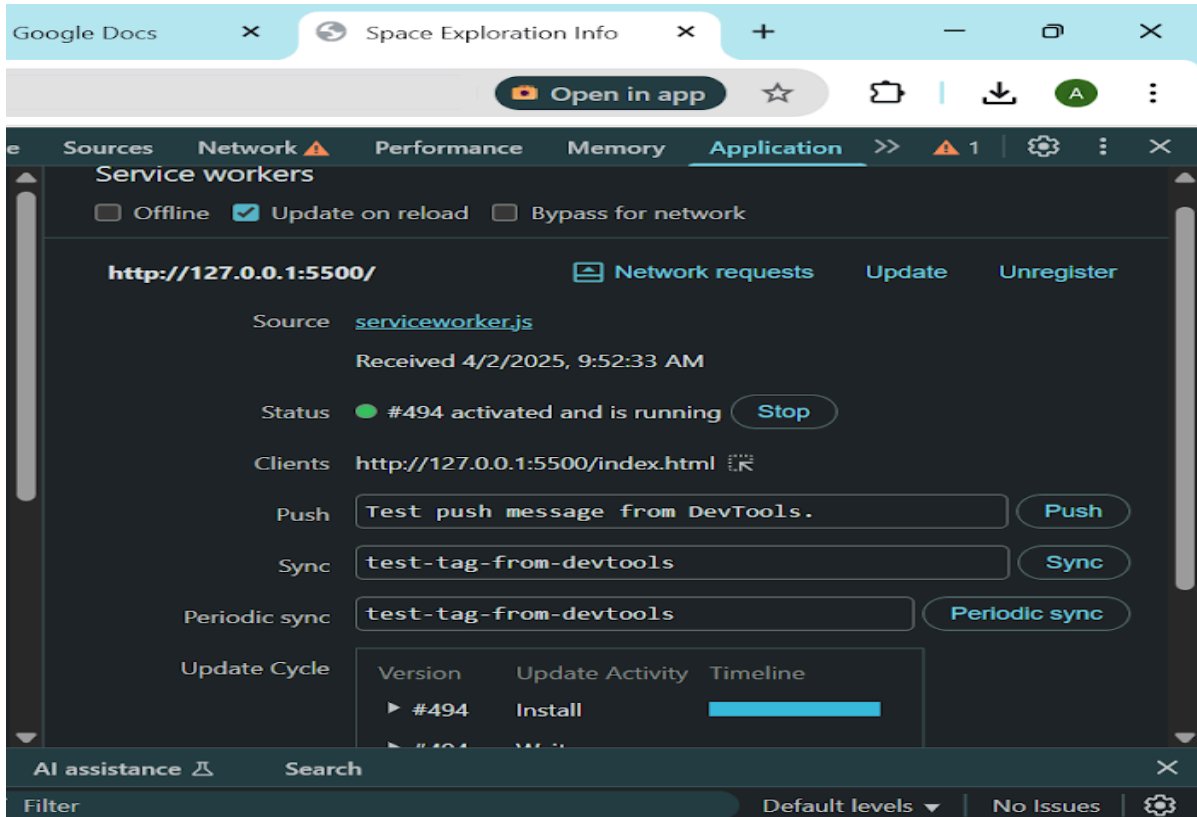 Google Docs Space Exploration Info
Open in app A
e Sources Network Performance Memory Application >> 1
Service workers
Offline Update on reload Bypass for network
http://127.0.0.1:5500/ Network requests Update Unregister
Source serviceworker.js
Received 4/2/2025, 9:52:33 AM
Status #494 activated and is running Stop
Clients http://127.0.0.1:5500/index.html
Push Test push message from DevTools. Push
Sync test-tag-from-devtools Sync
Periodic sync test-tag-from-devtools Periodic sync
Update Cycle Version Update Activity Timeline
#494 Install
AI assistance Search
Filter Default levels No Issues